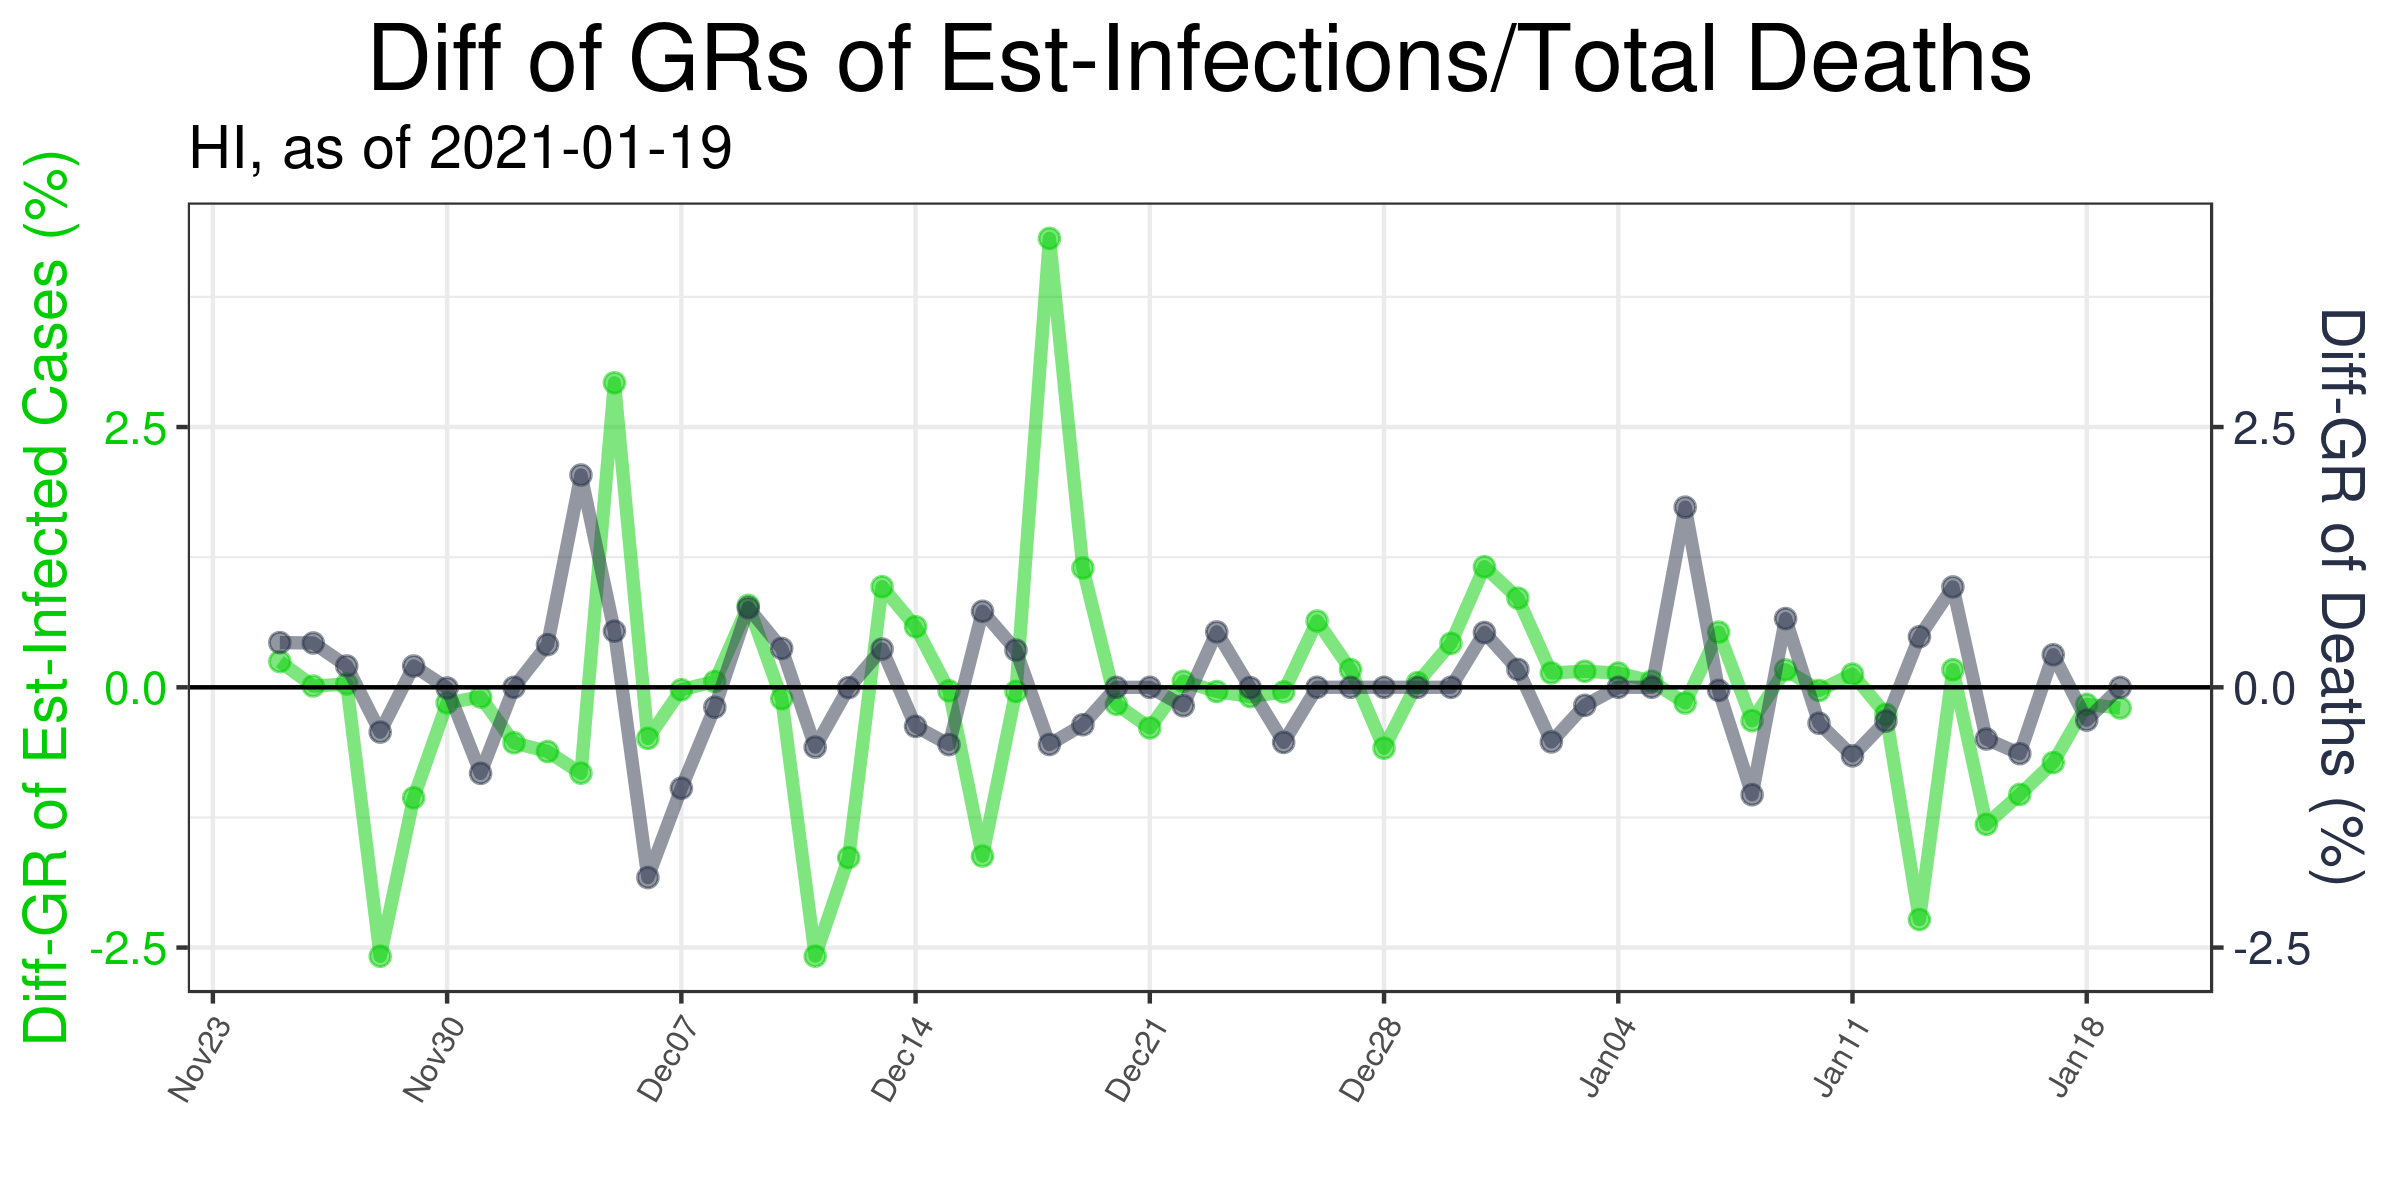 Diff of GRs of Est-Infections/Total Deaths
HI, as of 2021-01-19
Diff-GR of Est-Infected Cases (%)
2.5
0.0
-2.5
Diff-GR of Deaths (%)
2.5
0.0
-2.5
Nov23
Nov30
Dec07
Dec14
Dec21
Dec28
Jan04
Jan11
Jan18